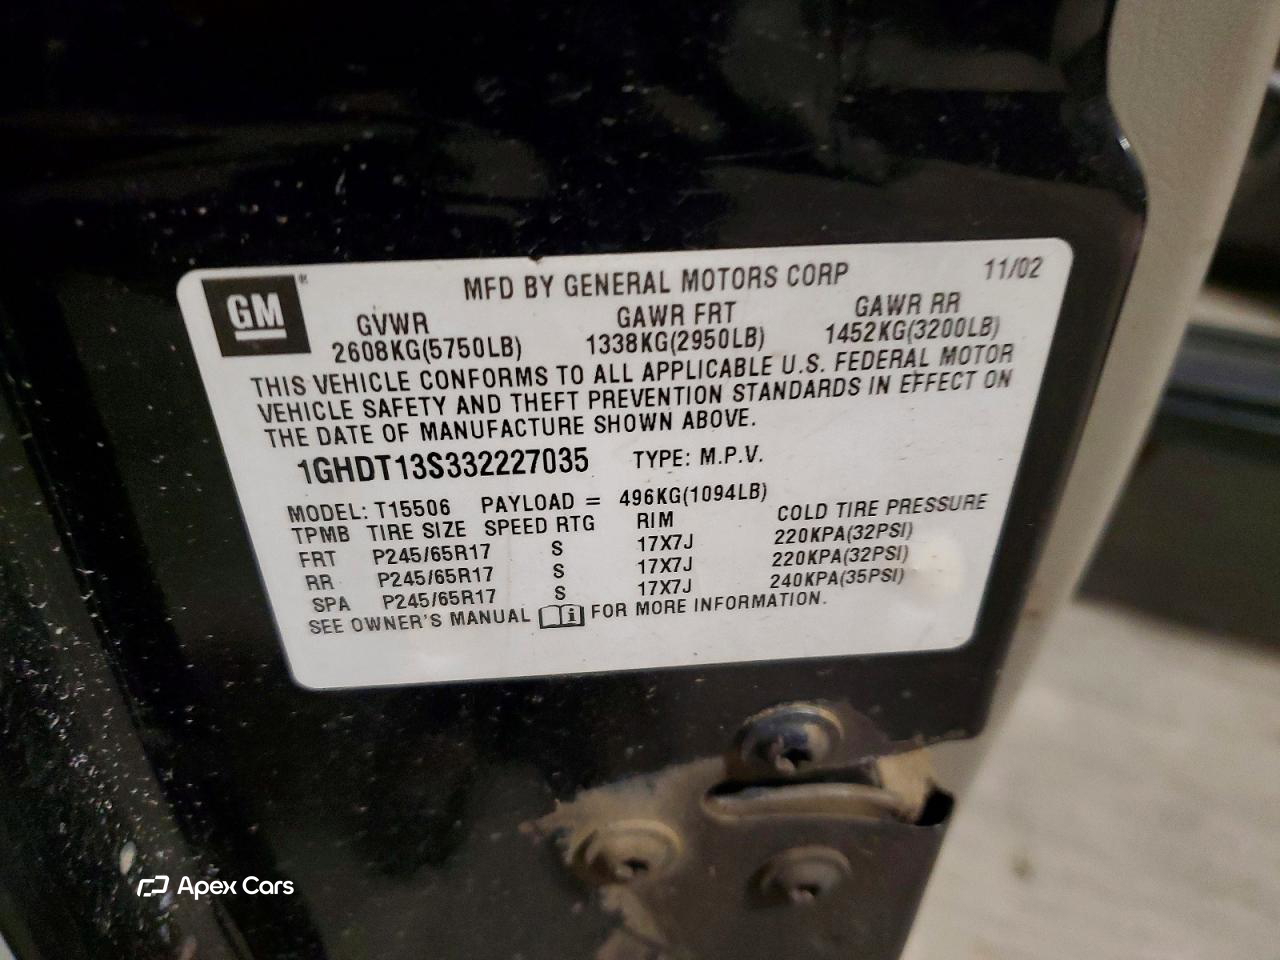 GM
MFD BY GENERAL MOTORS CORP 11/02
GVWR GAWR FRT GAWR RR
2608KG(5750LB) 1338KG(2950LB) 1452KG(3200LB)
THIS VEHICLE CONFORMS TO ALL APPLICABLE U.S. FEDERAL MOTOR
VEHICLE SAFETY AND THEFT PREVENTION STANDARDS IN EFFECT ON
THE DATE OF MANUFACTURE SHOWN ABOVE.
1GHDT13S332227035 TYPE: M.P.V.
MODEL: T15506 PAYLOAD = 496KG(1094LB)
TPMB TIRE SIZE SPEED RTG RIM COLD TIRE PRESSURE
FRT P245/65R17 S 17X7J 220KPA(32PSI)
RR P245/65R17 S 17X7J 220KPA(32PSI)
SPA P245/65R17 S 17X7J 240KPA(35PSI)
SEE OWNER'S MANUAL i FOR MORE INFORMATION.
Apex Cars